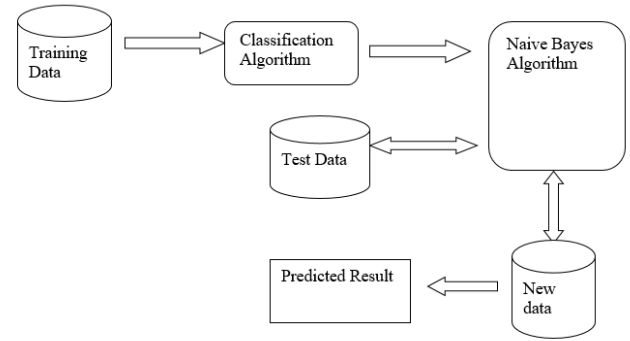 Training
Data
Classification
Algorithm
Naive Bayes
Algorithm
Test Data
Predicted Result
New
data